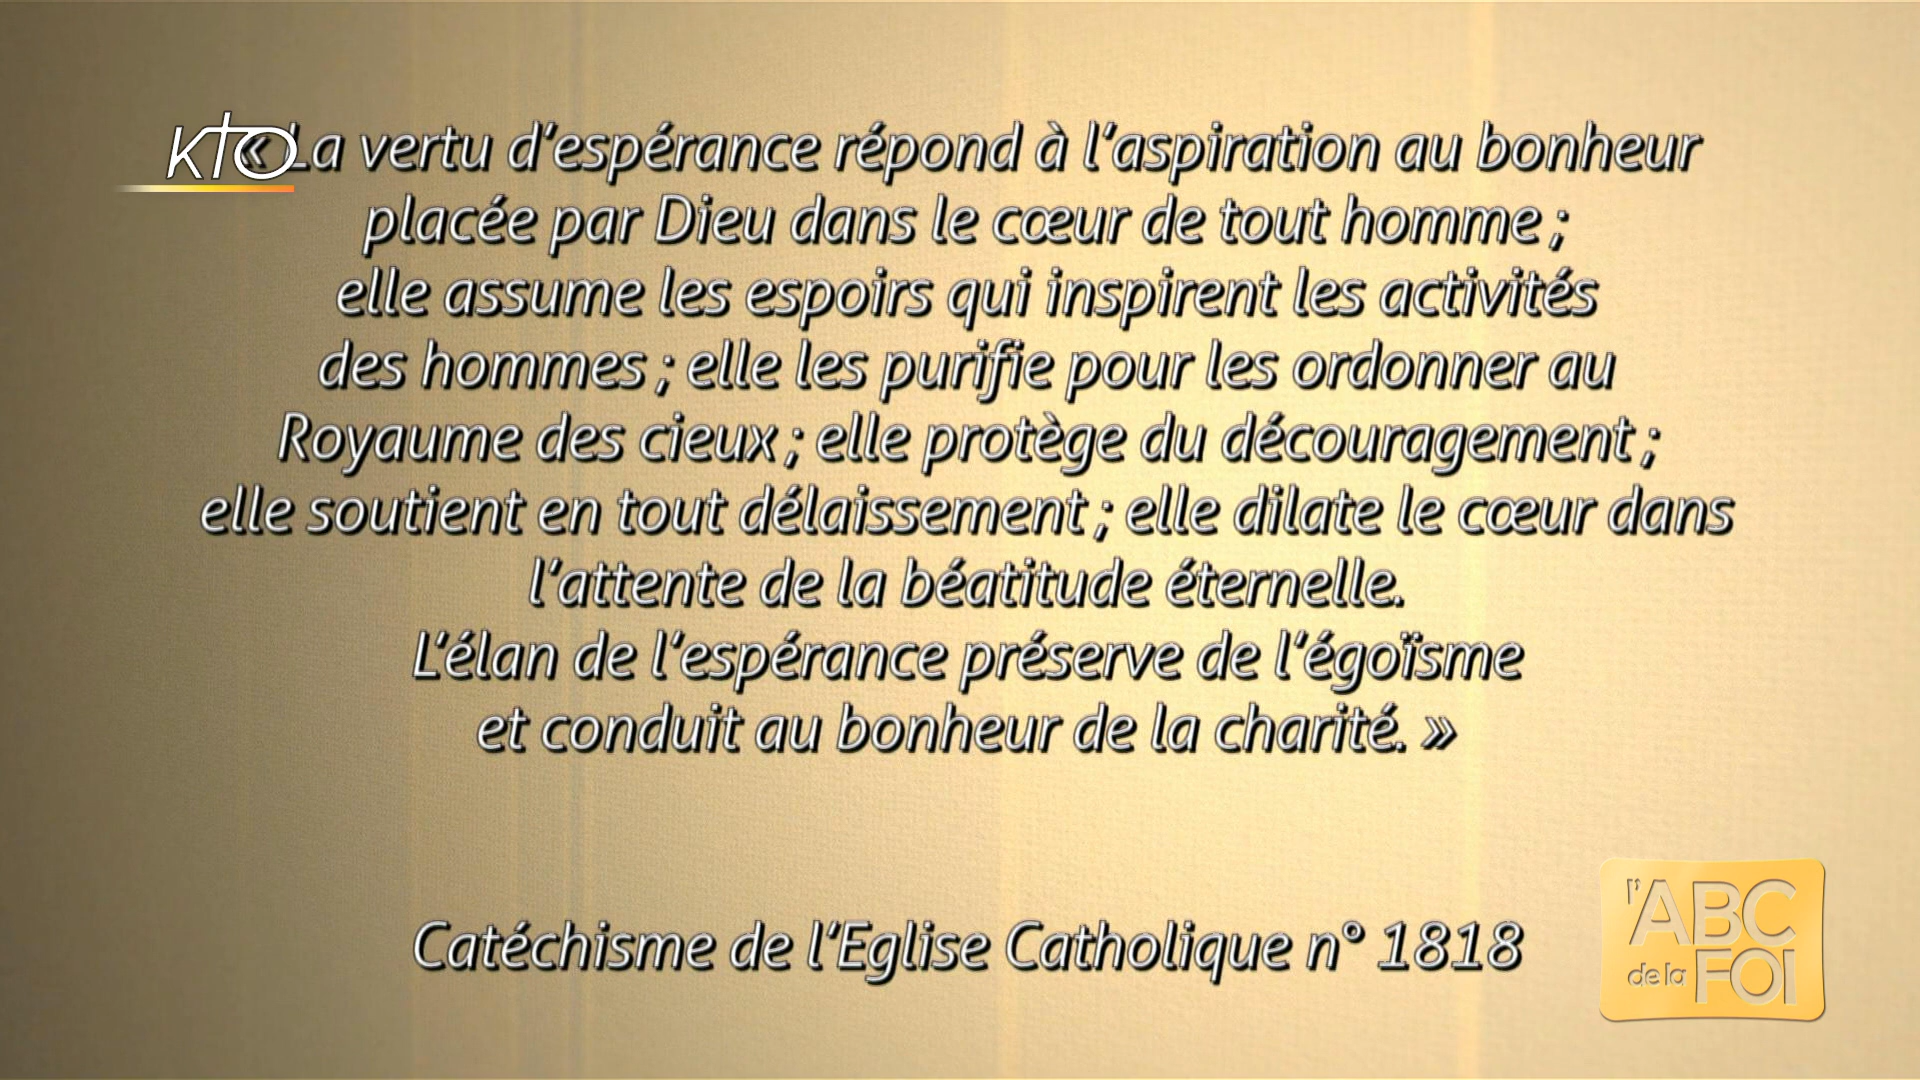 KTO
« La vertu d'espérance répond à l'aspiration au bonheur
placée par Dieu dans le cœur de tout homme ;
elle assume les espoirs qui inspirent les activités
des hommes ; elle les purifie pour les ordonner au
Royaume des cieux ; elle protège du découragement ;
elle soutient en tout délaissement ; elle dilate le cœur dans
l'attente de la béatitude éternelle.
L'élan de l'espérance préserve de l'égoïsme
et conduit au bonheur de la charité. »
Catéchisme de l'Eglise Catholique n° 1818
l'ABC
de la FOI